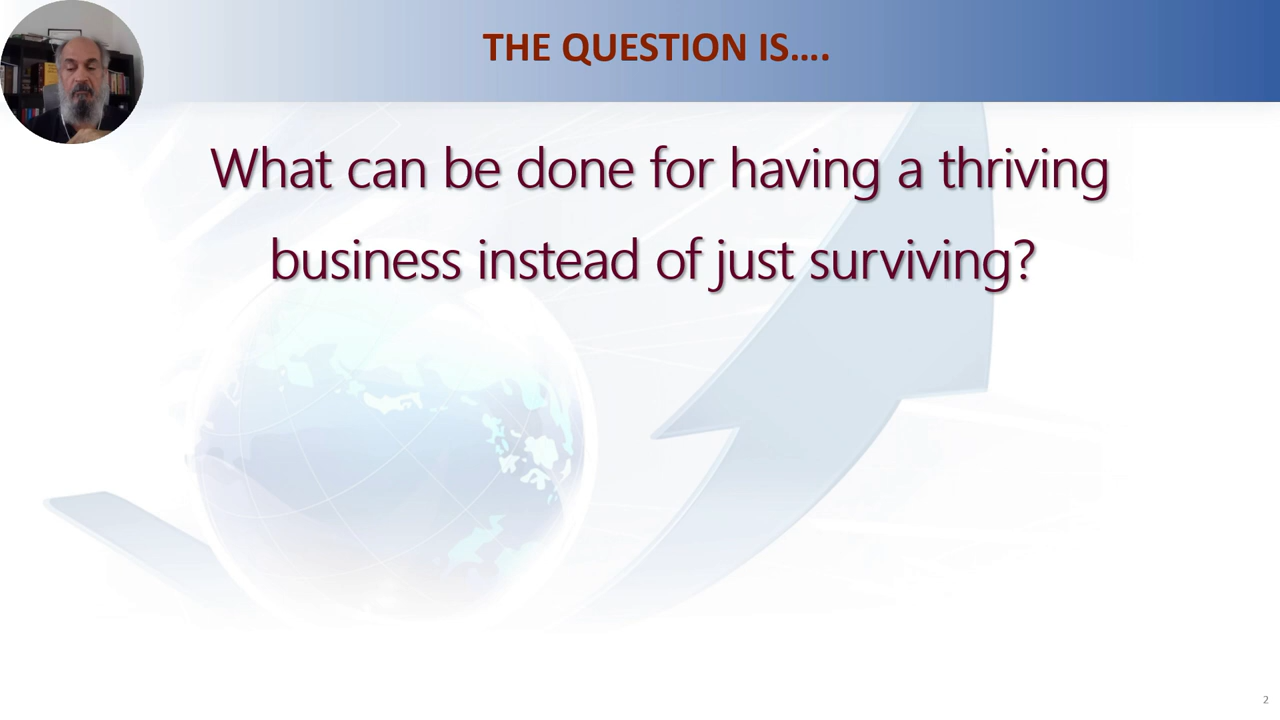 THE QUESTION IS....
What can be done for having a thriving
business instead of just surviving?
2